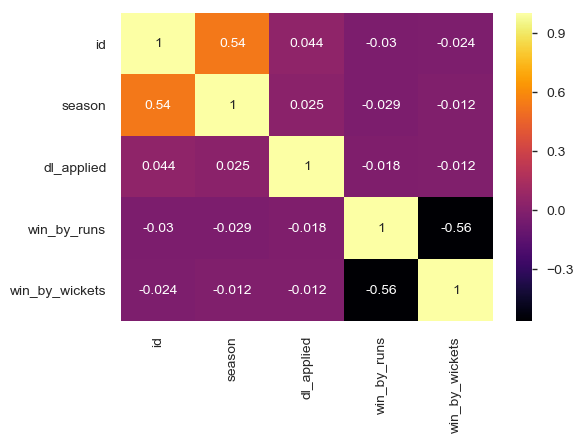 id 1 0.54 0.044 -0.03 -0.024
season 0.54 1 0.025 -0.029 -0.012
dl_applied 0.044 0.025 1 -0.018 -0.012
win_by_runs -0.03 -0.029 -0.018 1 -0.56
win_by_wickets -0.024 -0.012 -0.012 -0.56 1
id season dl_applied win_by_runs win_by_wickets
0.9
0.6
0.3
0.0
−0.3